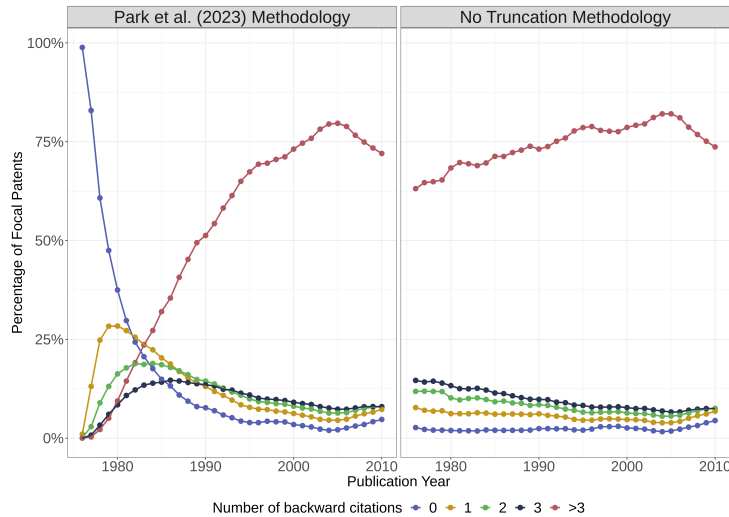 Park et al. (2023) Methodology
No Truncation Methodology
Percentage of Focal Patents
100%
75%
50%
25%
0%
1980 1990 2000 2010
1980 1990 2000 2010
Publication Year
Number of backward citations 0 1 2 3 >3